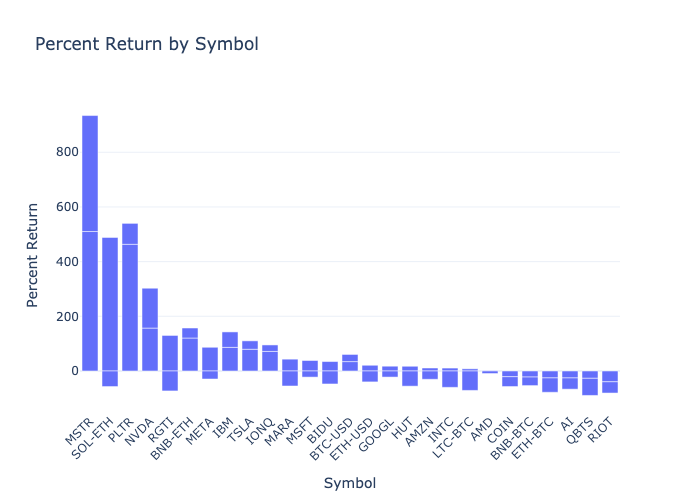 Percent Return by Symbol
Percent Return
800
600
400
200
0
MSTR
SOL-ETH
PLTR
NVDA
RGTI
BNB-ETH
META
IBM
TSLA
IONQ
MARA
MSFT
BIDU
BTC-USD
ETH-USD
GOOGL
HUT
AMZN
INTC
LTC-BTC
AMD
COIN
BNB-BTC
ETH-BTC
AI
QBTS
RIOT
Symbol